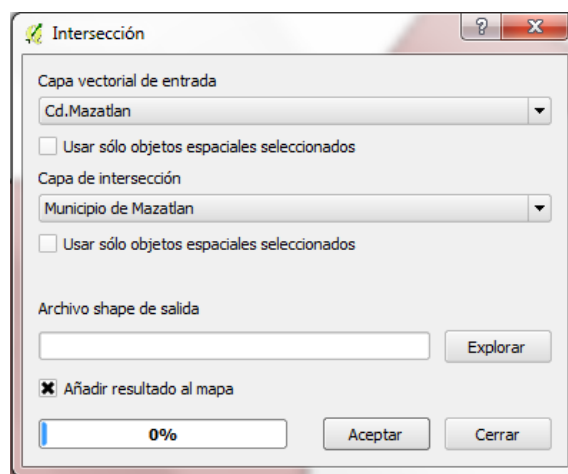 Intersección
Capa vectorial de entrada
Cd.Mazatlan
Usar sólo objetos espaciales seleccionados
Capa de intersección
Municipio de Mazatlan
Usar sólo objetos espaciales seleccionados
Archivo shape de salida
Explorar
Añadir resultado al mapa
0% Aceptar Cerrar